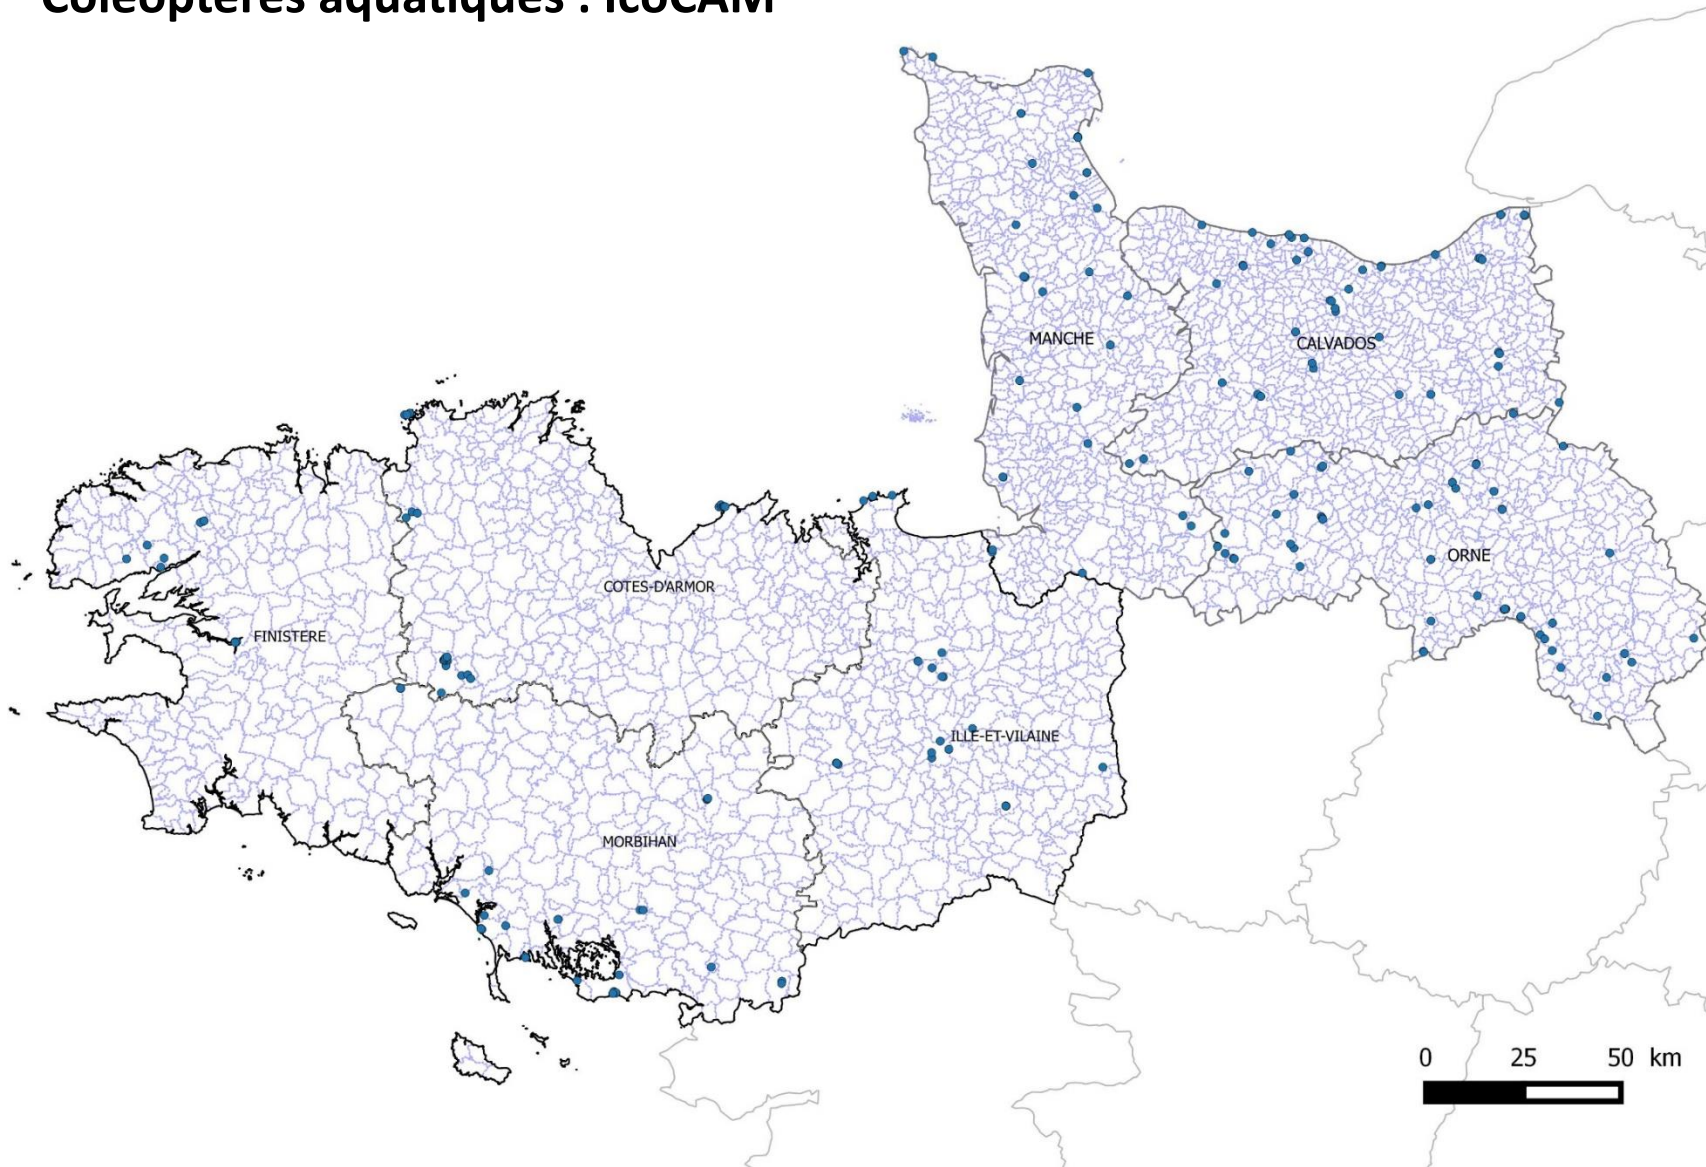 Coléoptères aquatiques : IcoCAM
MANCHE
CALVADOS
ORNE
COTES-D'ARMOR
FINISTERE
ILLE-ET-VILAINE
MORBIHAN
0 25 50 km